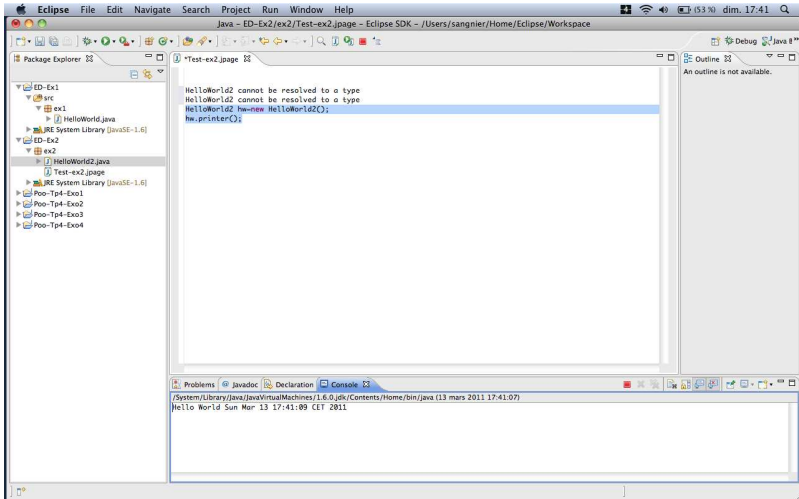 Eclipse File Edit Navigate Search Project Run Window Help (53 %) dim. 17:41
Java – ED-Ex2/ex2/Test-ex2.jpage – Eclipse SDK – /Users/sangnier/Home/Eclipse/Workspace
Debug Java
Package Explorer
*Test-ex2.jpage
Outline
An outline is not available.
ED-Ex1
src
ex1
HelloWorld.java
JRE System Library [JavaSE-1.6]
ED-Ex2
ex2
HelloWorld2.java
Test-ex2.jpage
JRE System Library [JavaSE-1.6]
Poo-Tp4-Exo1
Poo-Tp4-Exo2
Poo-Tp4-Exo3
Poo-Tp4-Exo4
HelloWorld2 cannot be resolved to a type
HelloWorld2 cannot be resolved to a type
HelloWorld2 hw=new HelloWorld2();
hw.printer();
Problems @ Javadoc Declaration Console
/System/Library/Java/JavaVirtualMachines/1.6.0.jdk/Contents/Home/bin/java (13 mars 2011 17:41:07)
Hello World Sun Mar 13 17:41:09 CET 2011